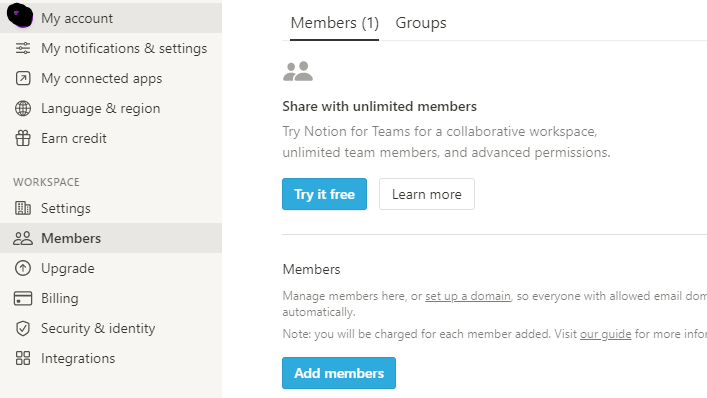 My account
My notifications & settings
My connected apps
Language & region
Earn credit
WORKSPACE
Settings
Members
Upgrade
Billing
Security & identity
Integrations
Members (1) Groups
Share with unlimited members
Try Notion for Teams for a collaborative workspace,
unlimited team members, and advanced permissions.
Try it free Learn more
Members
Manage members here, or set up a domain, so everyone with allowed email dom
automatically.
Note: you will be charged for each member added. Visit our guide for more infor
Add members